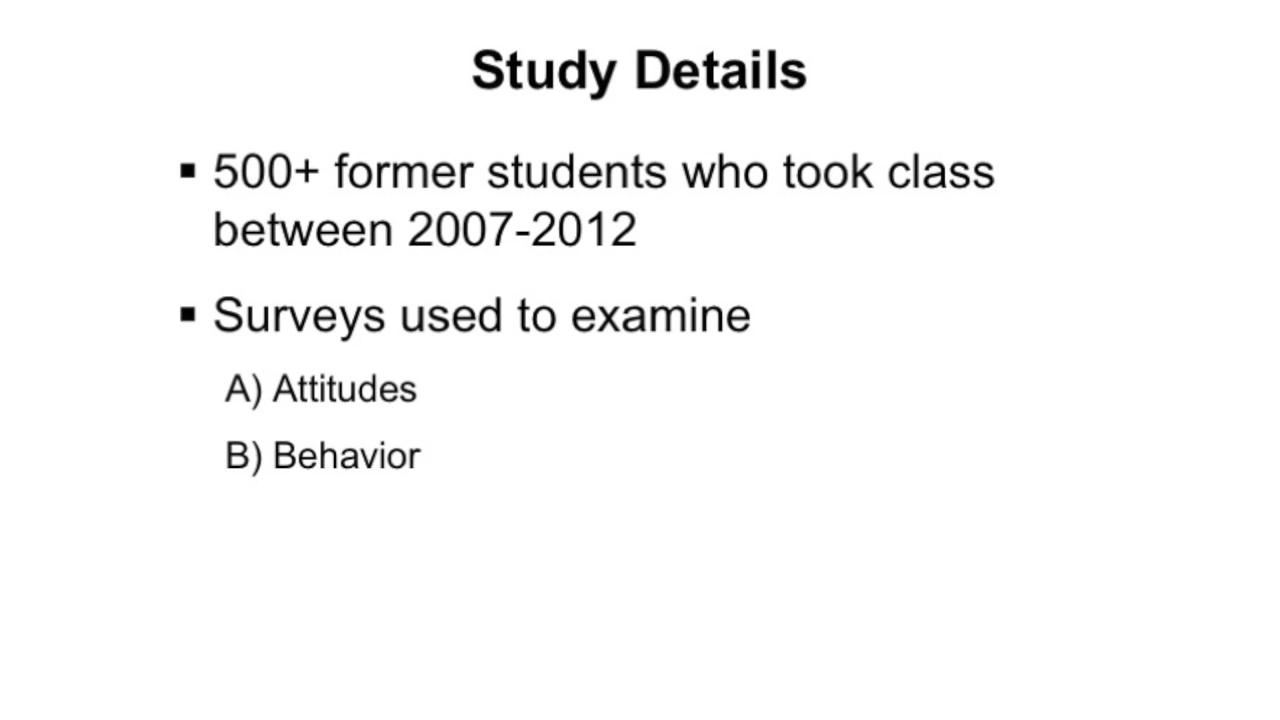 Study Details
▪ 500+ former students who took class
between 2007-2012
▪ Surveys used to examine
A) Attitudes
B) Behavior